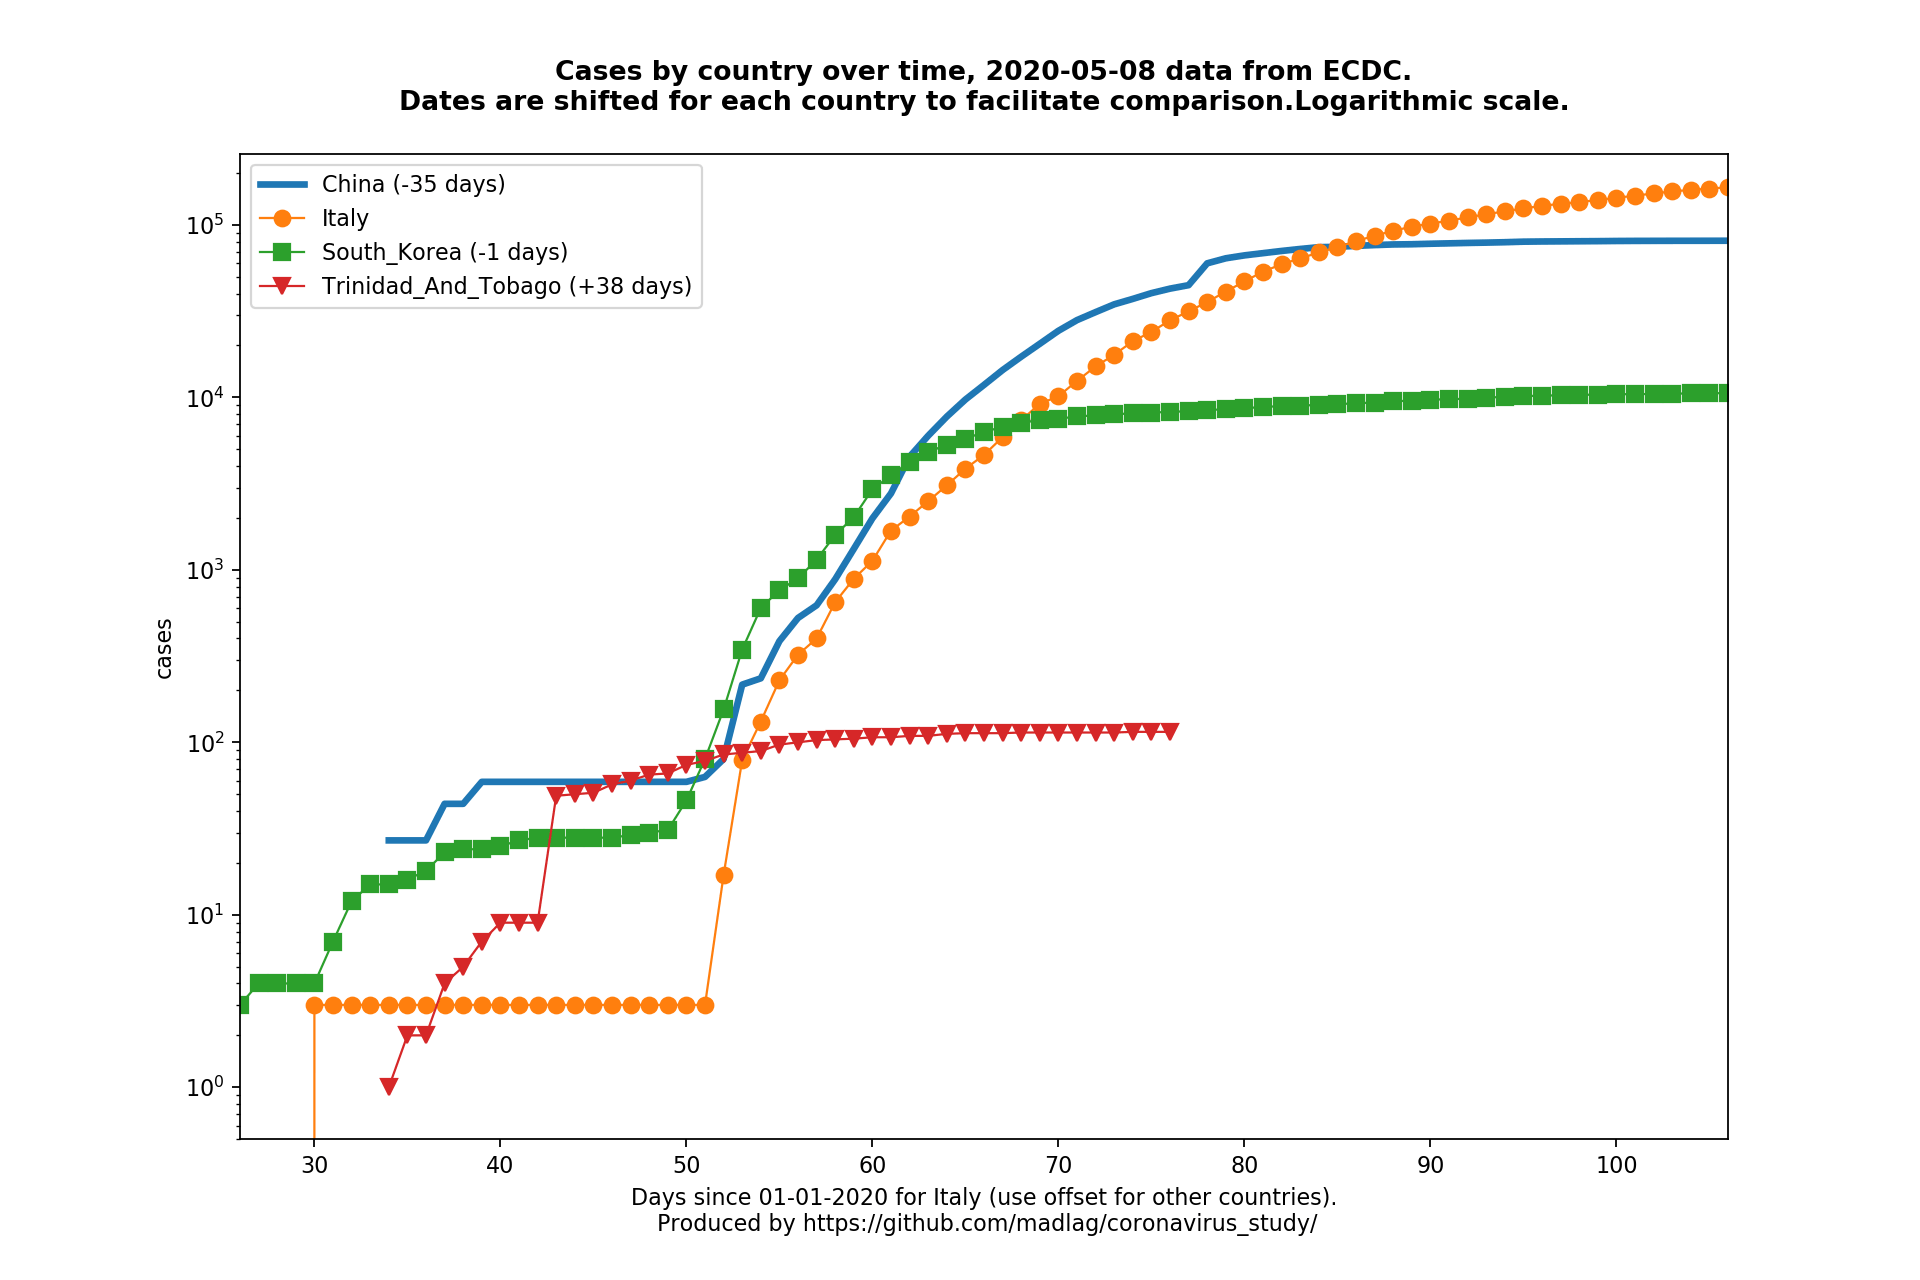 Cases by country over time, 2020-05-08 data from ECDC.
Dates are shifted for each country to facilitate comparison.Logarithmic scale.
China (-35 days)
Italy
South_Korea (-1 days)
Trinidad_And_Tobago (+38 days)
10^5
10^4
10^3
10^2
10^1
10^0
cases
30 40 50 60 70 80 90 100
Days since 01-01-2020 for Italy (use offset for other countries).
Produced by https://github.com/madlag/coronavirus_study/